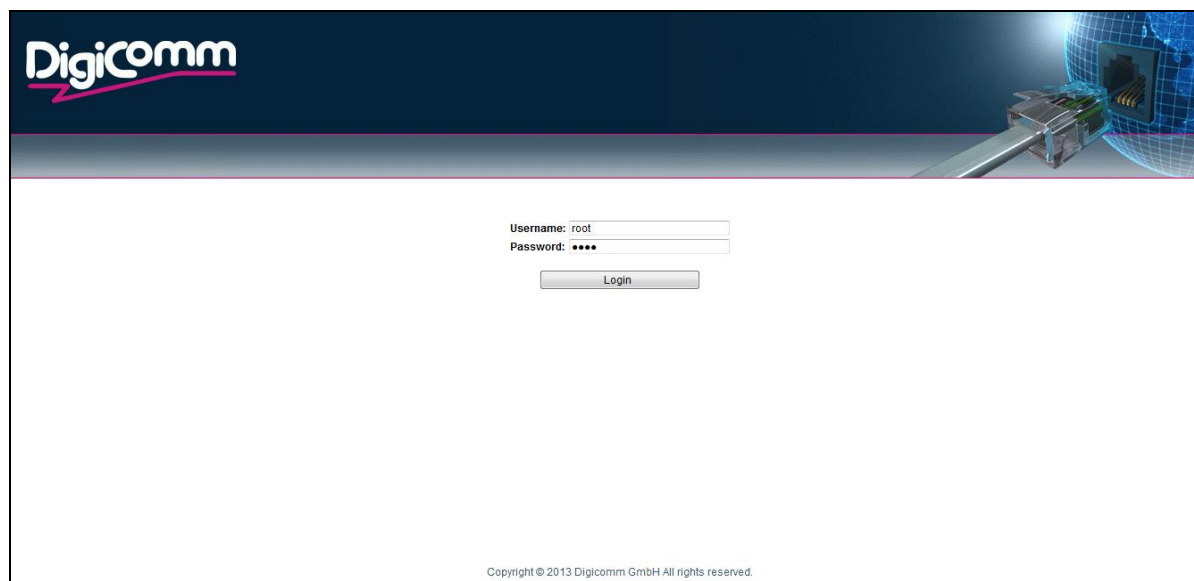 DigiComm
Username: root
Password: ••••
Login
Copyright © 2013 Digicomm GmbH All rights reserved.